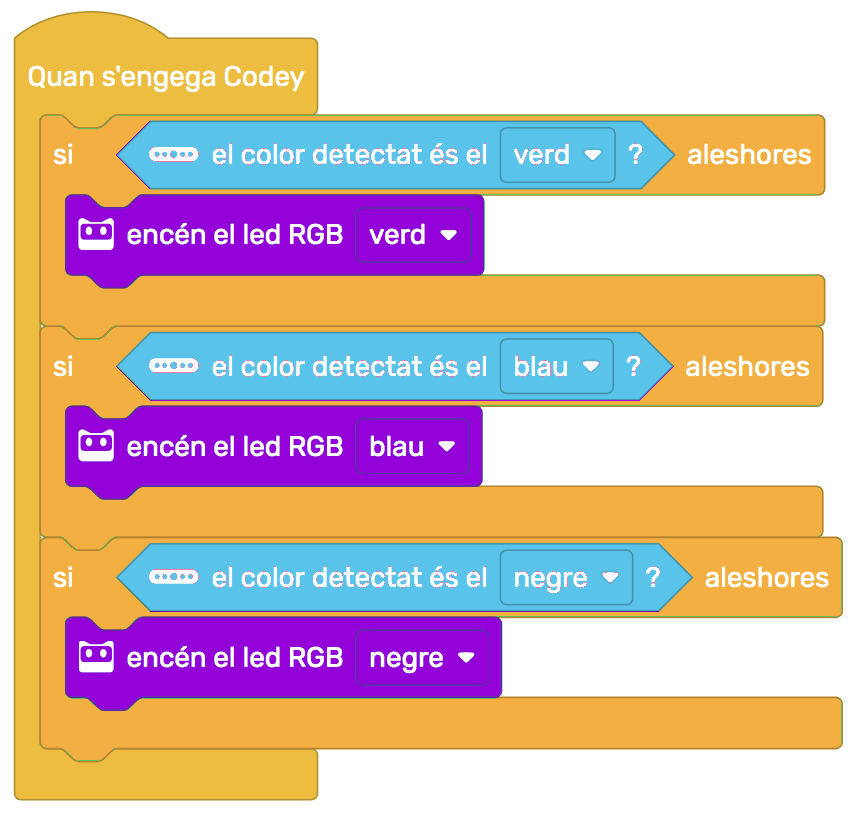 Quan s'engega Codey
si el color detectat és el verd ? aleshores
encén el led RGB verd
si el color detectat és el blau ? aleshores
encén el led RGB blau
si el color detectat és el negre ? aleshores
encén el led RGB negre